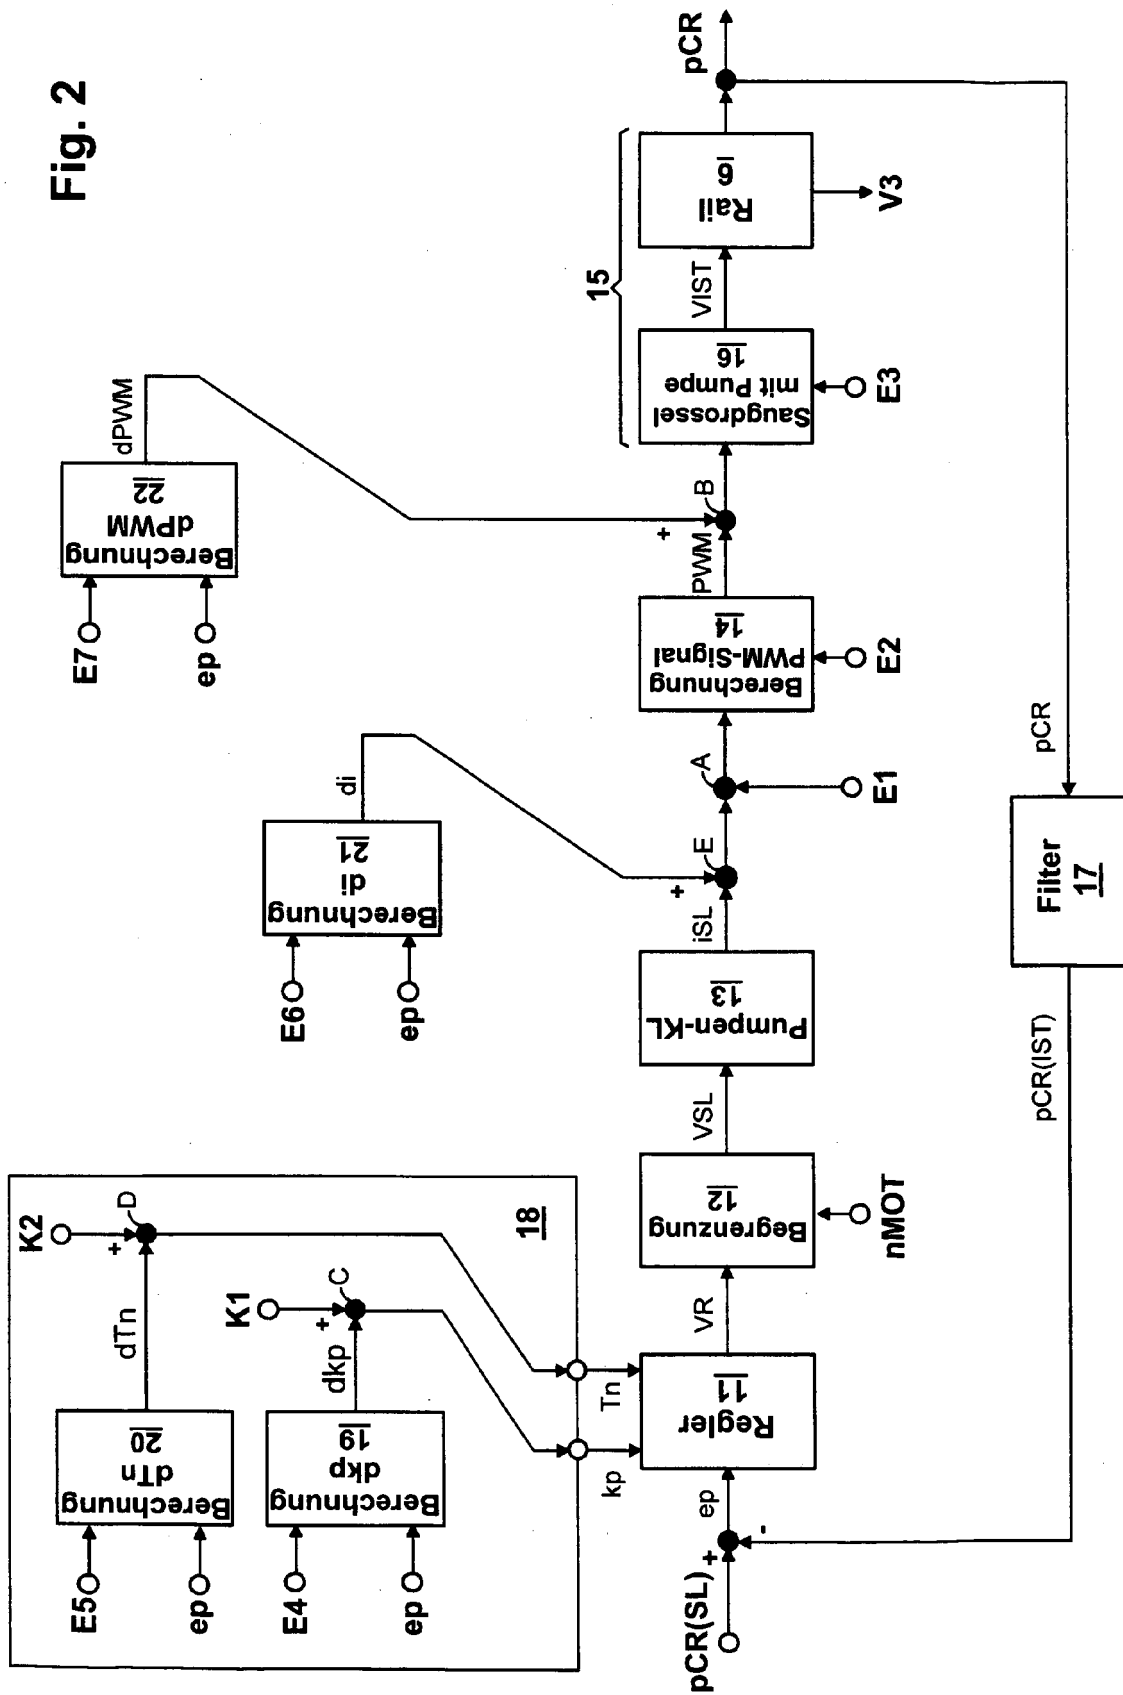 Fig. 2
K2
E5
ep
Berechnung
dTn
20
dTn
+
D
K1
E4
ep
Berechnung
dkp
19
dkp
+
C
18
kp
Tn
E6
ep
Berechnung
di
21
di
E7
ep
Berechnung
dPWM
22
dPWM
pCR(SL)
+
-
ep
Regler
11
VR
Begrenzung
12
nMOT
VSL
Pumpen-KL
13
iSL
+
E
A
E1
Berechnung
PWM-Signal
14
E2
PWM
+
B
15
Saugdrossel
mit Pumpe
16
E3
VIST
Rail
6
V3
pCR
pCR
Filter
17
pCR(IST)